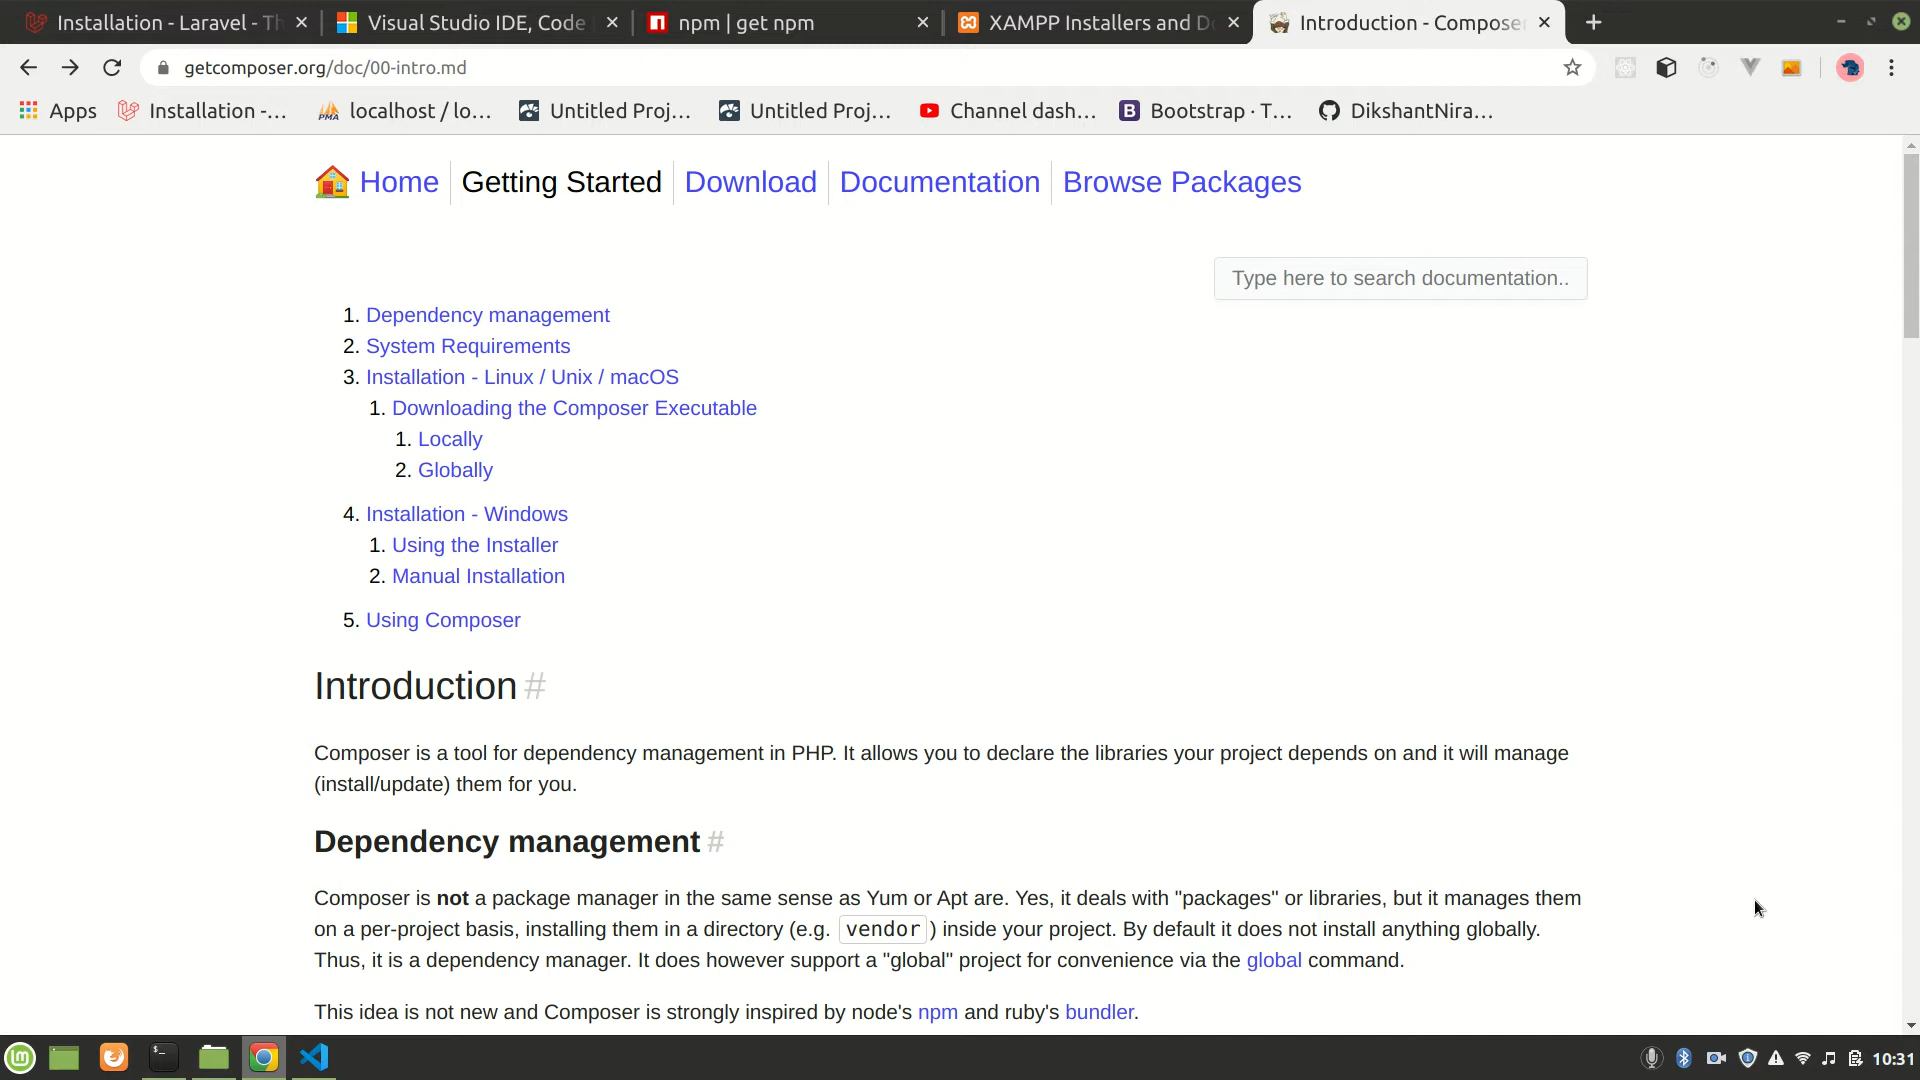 Installation - Laravel - Th
Visual Studio IDE, Code
npm | get npm
XAMPP Installers and Do
Introduction - Composer
getcomposer.org/doc/00-intro.md
Apps
Installation -...
PMA
localhost / lo...
Untitled Proj...
Untitled Proj...
Channel dash...
B
Bootstrap · T...
DikshantNira...
Home
Getting Started
Download
Documentation
Browse Packages
Type here to search documentation..
1. Dependency management
2. System Requirements
3. Installation - Linux / Unix / macOS
1. Downloading the Composer Executable
1. Locally
2. Globally
4. Installation - Windows
1. Using the Installer
2. Manual Installation
5. Using Composer
Introduction #
Composer is a tool for dependency management in PHP. It allows you to declare the libraries your project depends on and it will manage
(install/update) them for you.
Dependency management #
Composer is not a package manager in the same sense as Yum or Apt are. Yes, it deals with "packages" or libraries, but it manages them
on a per-project basis, installing them in a directory (e.g. vendor) inside your project. By default it does not install anything globally.
Thus, it is a dependency manager. It does however support a "global" project for convenience via the global command.
This idea is not new and Composer is strongly inspired by node's npm and ruby's bundler.
10:31